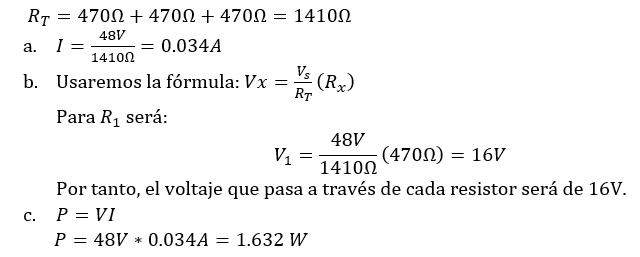 R_T = 470Ω + 470Ω + 470Ω = 1410Ω
a. I = 48V/1410Ω = 0.034A
b. Usaremos la fórmula: Vx = V_s/R_T (R_x)
Para R_1 será:
V_1 = 48V/1410Ω (470Ω) = 16V
Por tanto, el voltaje que pasa a través de cada resistor será de 16V.
c. P = VI
P = 48V * 0.034A = 1.632 W